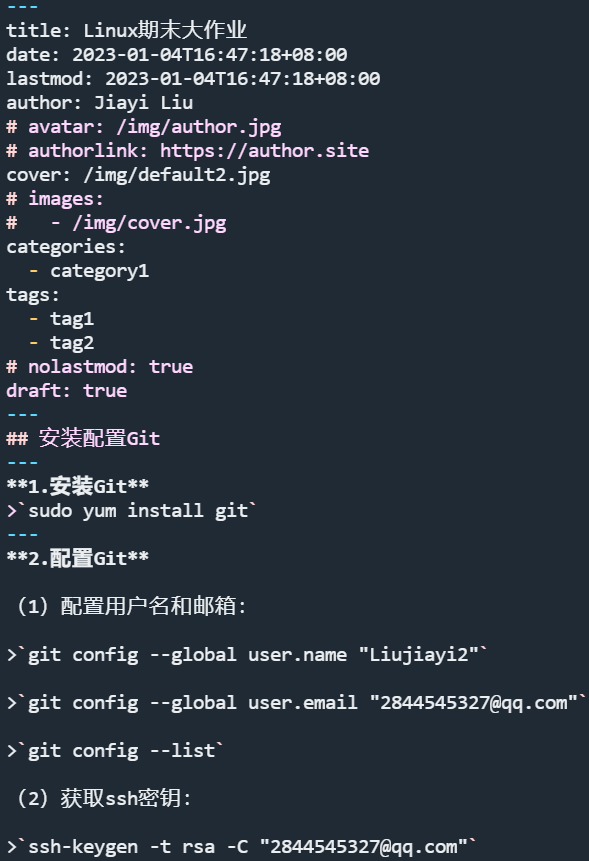 ---
title: Linux期末大作业
date: 2023-01-04T16:47:18+08:00
lastmod: 2023-01-04T16:47:18+08:00
author: Jiayi Liu
# avatar: /img/author.jpg
# authorlink: https://author.site
cover: /img/default2.jpg
# images:
#   - /img/cover.jpg
categories:
  - category1
tags:
  - tag1
  - tag2
# nolastmod: true
draft: true
---
## 安装配置Git
---
**1.安装Git**
>`sudo yum install git`
---
**2.配置Git**
（1）配置用户名和邮箱：
>`git config --global user.name "Liujiayi2"`
>`git config --global user.email "2844545327@qq.com"`
>`git config --list`
（2）获取ssh密钥：
>`ssh-keygen -t rsa -C "2844545327@qq.com"`